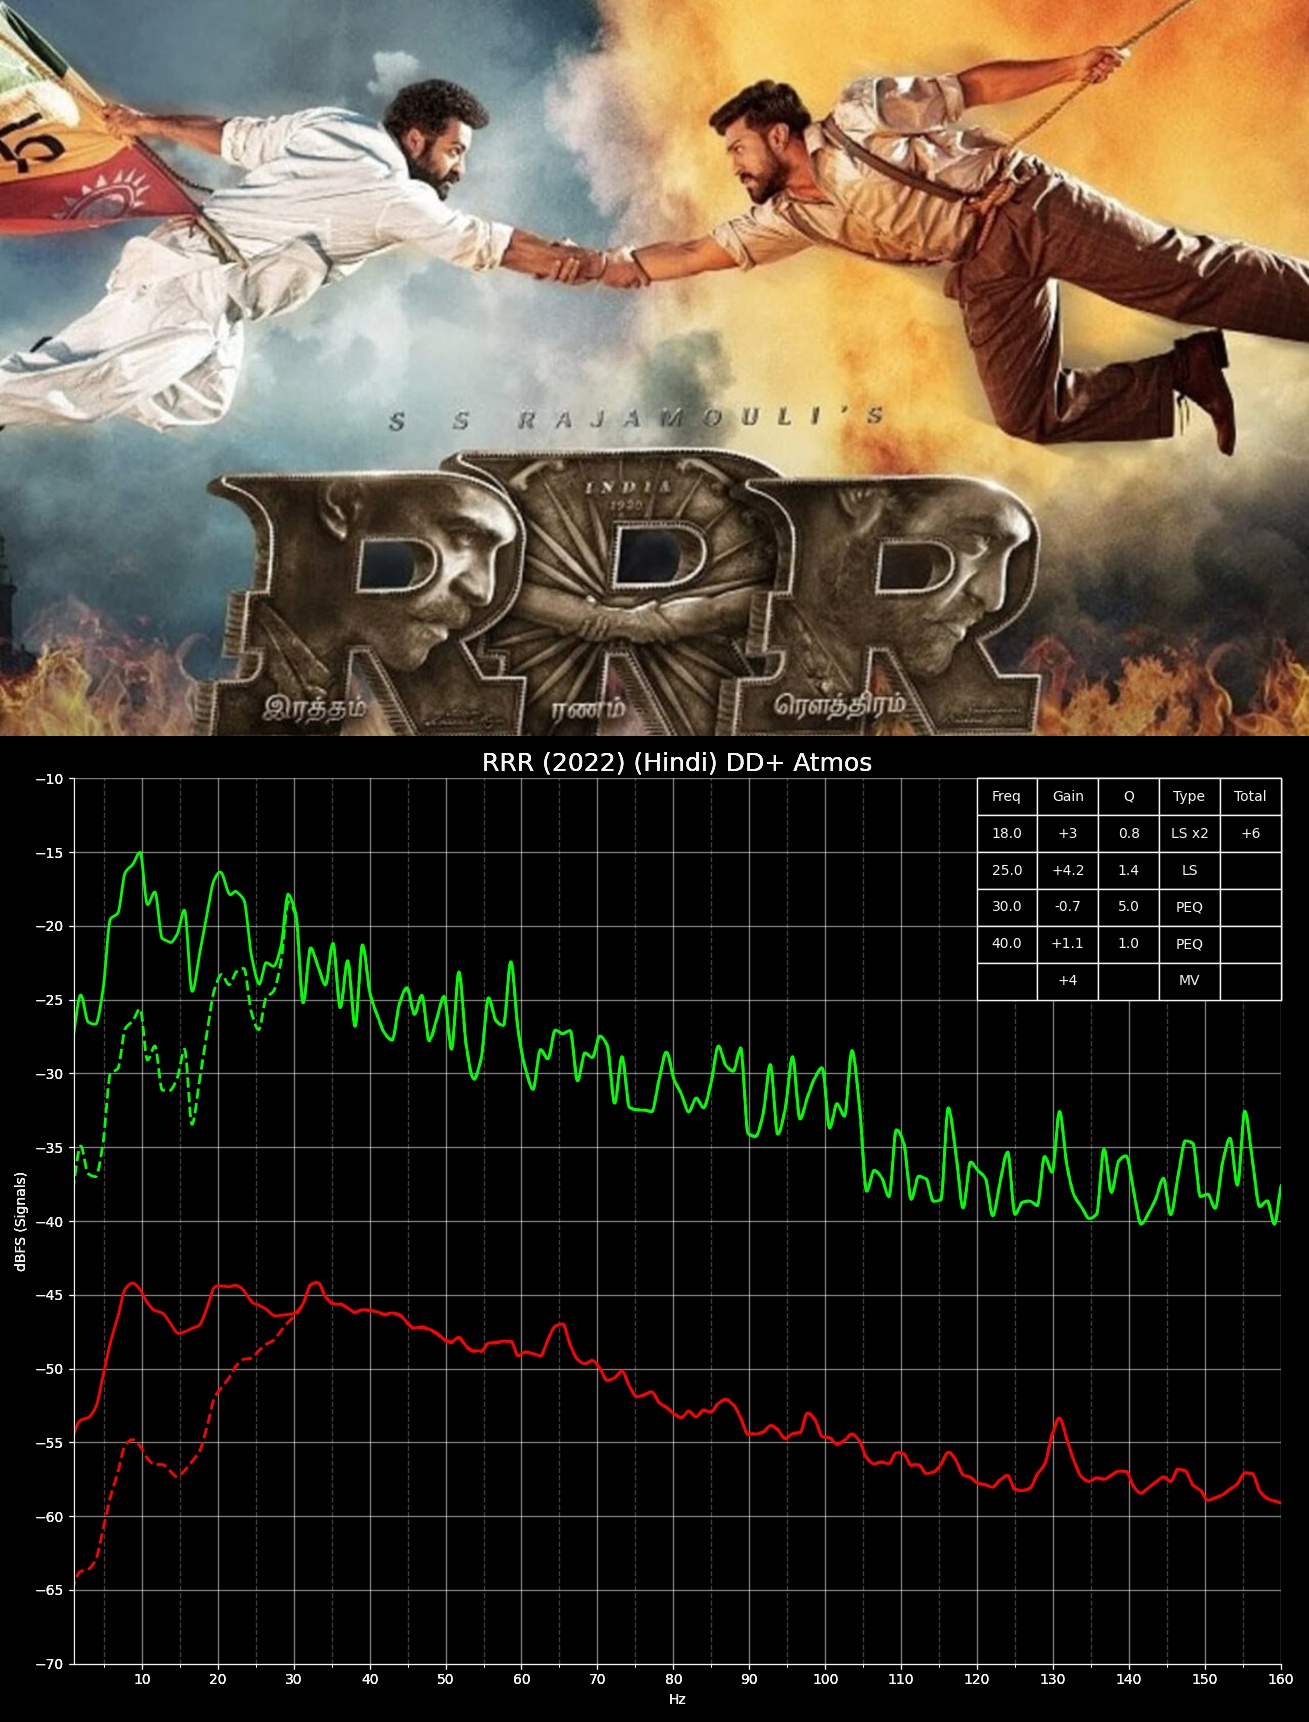 S S RAJAMOULI'S
INDIA
1920
இரத்தம் ரணம் ரௌத்திரம்
RRR (2022) (Hindi) DD+ Atmos
Freq Gain Q Type Total
18.0 +3 0.8 LS x2 +6
25.0 +4.2 1.4 LS
30.0 -0.7 5.0 PEQ
40.0 +1.1 1.0 PEQ
+4 MV
−10
−15
−20
−25
−30
−35
−40
−45
−50
−55
−60
−65
−70
dBFS (Signals)
10 20 30 40 50 60 70 80 90 100 110 120 130 140 150 160
Hz